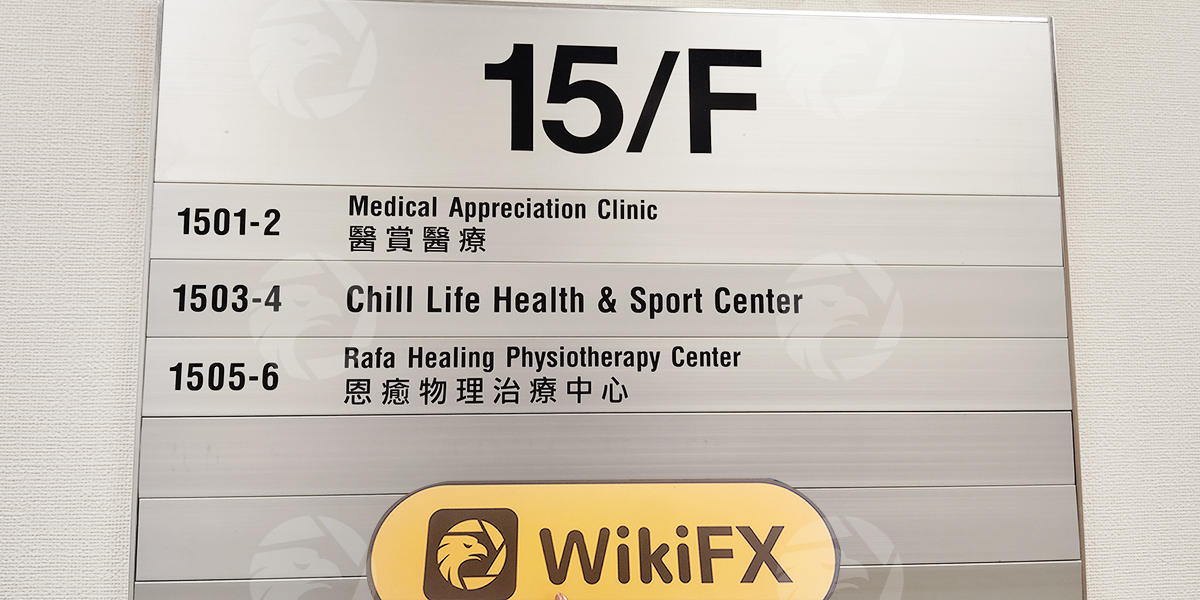 15/F
1501-2 Medical Appreciation Clinic
醫賞醫療
1503-4 Chill Life Health & Sport Center
1505-6 Rafa Healing Physiotherapy Center
恩癒物理治療中心
WikiFX